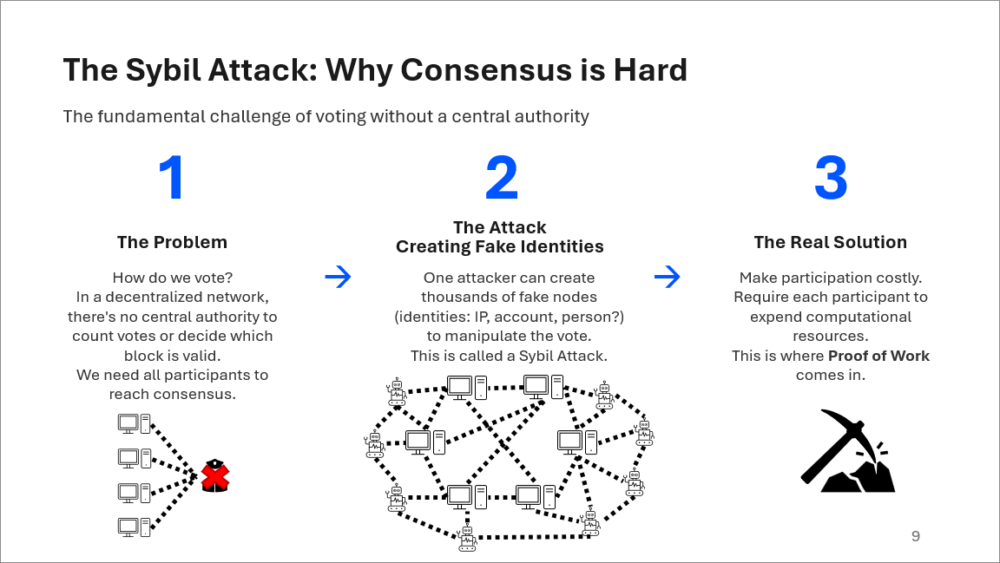 The Sybil Attack: Why Consensus is Hard
The fundamental challenge of voting without a central authority
1
The Problem
How do we vote?
In a decentralized network,
there's no central authority to
count votes or decide which
block is valid.
We need all participants to
reach consensus.
2
The Attack
Creating Fake Identities
One attacker can create
thousands of fake nodes
(identities: IP, account, person?)
to manipulate the vote.
This is called a Sybil Attack.
3
The Real Solution
Make participation costly.
Require each participant to
expend computational
resources.
This is where Proof of Work
comes in.
9